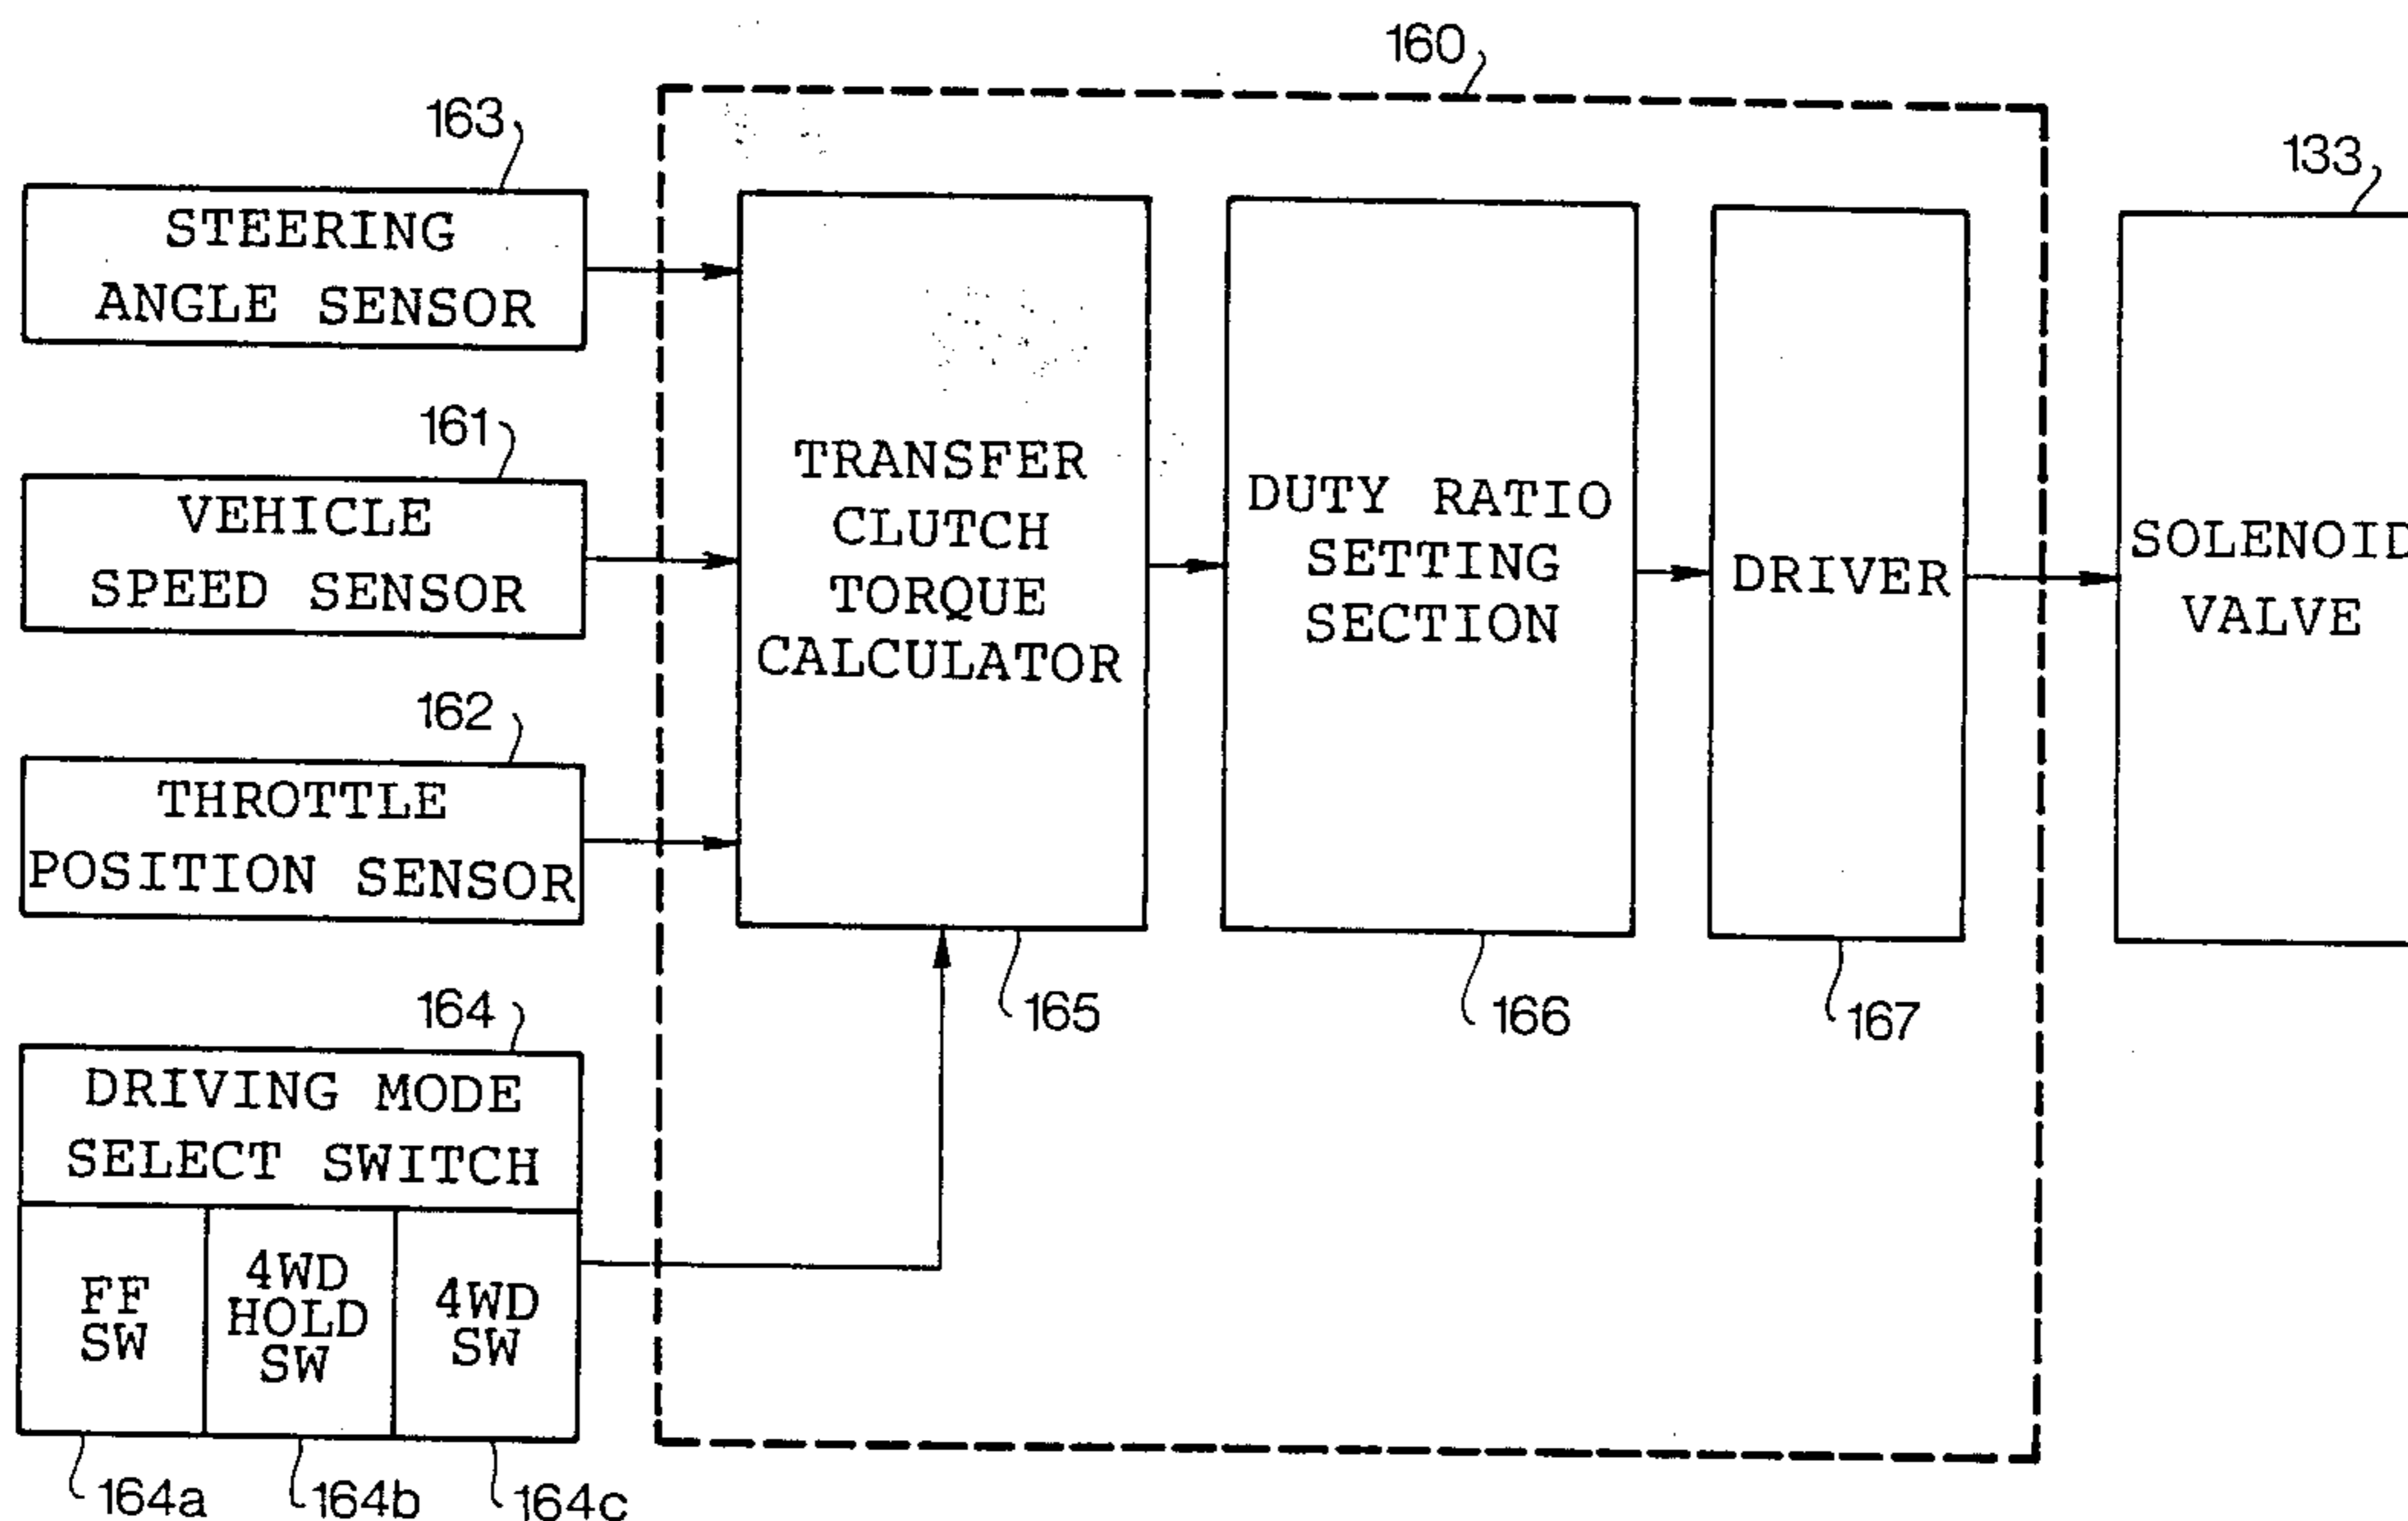 160
163
133
STEERING
ANGLE SENSOR
161
VEHICLE
SPEED SENSOR
162
THROTTLE
POSITION SENSOR
164
DRIVING MODE
SELECT SWITCH
FF
SW
4WD
HOLD
SW
4WD
SW
164a
164b
164c
TRANSFER
CLUTCH
TORQUE
CALCULATOR
165
DUTY RATIO
SETTING
SECTION
166
DRIVER
167
SOLENOID
VALVE